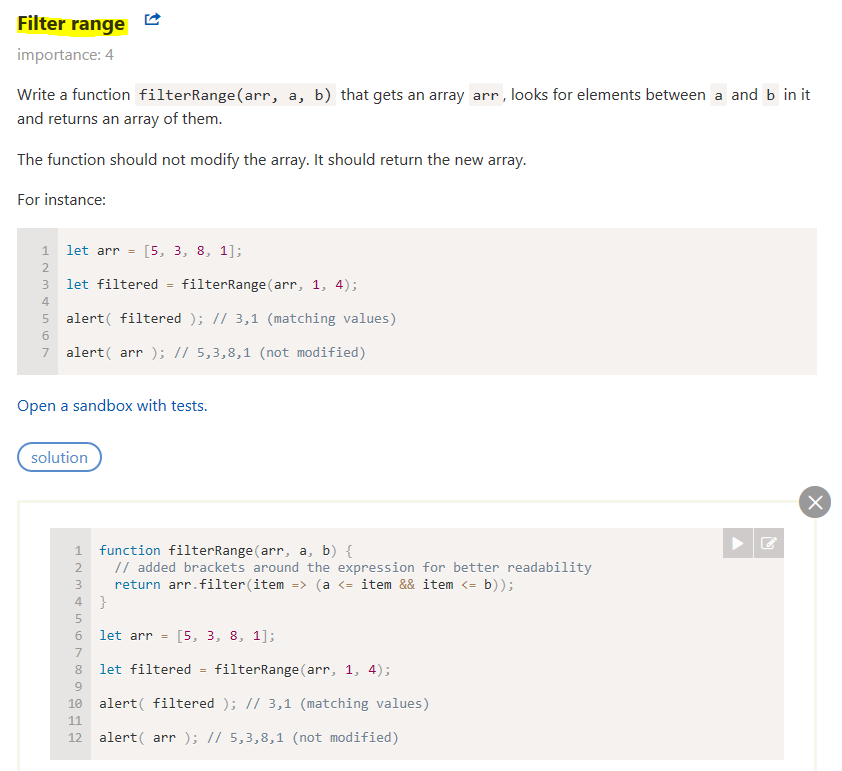 Filter range
importance: 4
Write a function filterRange(arr, a, b) that gets an array arr, looks for elements between a and b in it
and returns an array of them.
The function should not modify the array. It should return the new array.
For instance:
1 let arr = [5, 3, 8, 1];
2
3 let filtered = filterRange(arr, 1, 4);
4
5 alert( filtered ); // 3,1 (matching values)
6
7 alert( arr ); // 5,3,8,1 (not modified)
Open a sandbox with tests.
solution
1 function filterRange(arr, a, b) {
2   // added brackets around the expression for better readability
3   return arr.filter(item => (a <= item && item <= b));
4 }
5
6 let arr = [5, 3, 8, 1];
7
8 let filtered = filterRange(arr, 1, 4);
9
10 alert( filtered ); // 3,1 (matching values)
11
12 alert( arr ); // 5,3,8,1 (not modified)